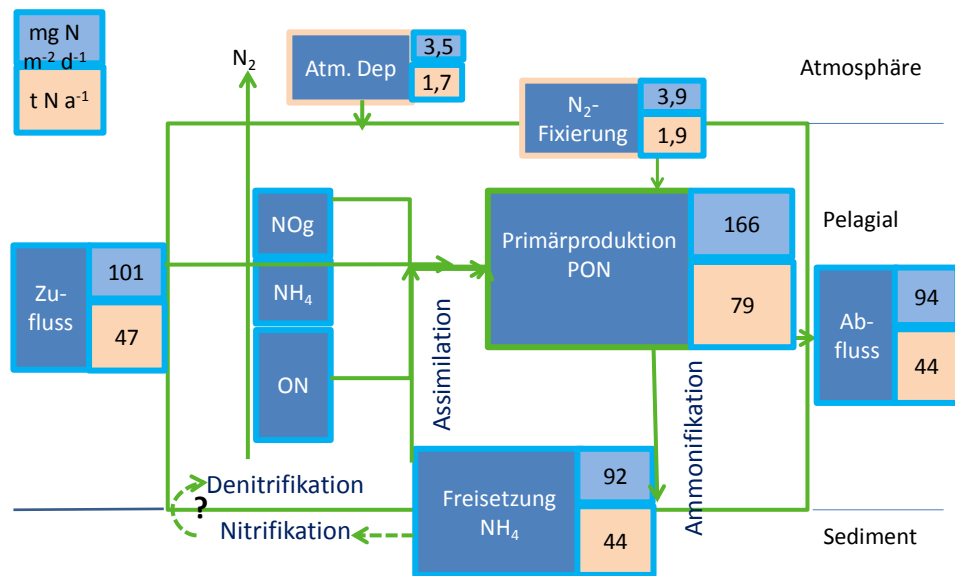 mg N
m⁻² d⁻¹
t N a⁻¹
N₂
Atm. Dep
3,5
1,7
N₂-
Fixierung
3,9
1,9
Atmosphäre
NOg
NH₄
ON
Primärproduktion
PON
166
79
Pelagial
Zu-
fluss
101
47
Ab-
fluss
94
44
Assimilation
Ammonifikation
Denitrifikation
?
Nitrifikation
Freisetzung
NH₄
92
44
Sediment